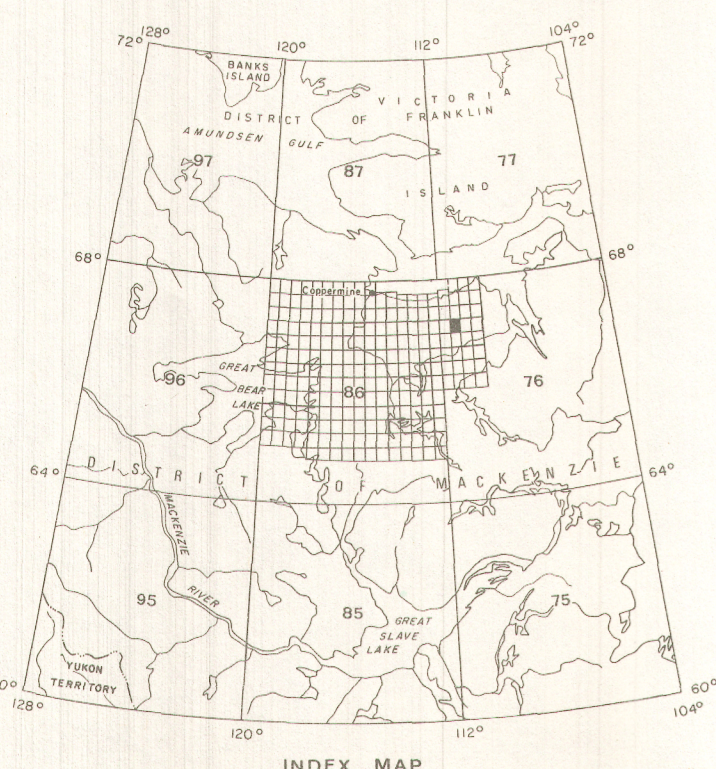 128°
120°
112°
104°
72°
72°
BANKS
ISLAND
VICTORIA
DISTRICT OF FRANKLIN
AMUNDSEN GULF
97
87
77
ISLAND
68°
68°
Coppermine
GREAT
BEAR
LAKE
96
86
76
DISTRICT OF MACKENZIE
64°
64°
MACKENZIE
RIVER
95
85
75
GREAT
SLAVE
LAKE
YUKON
TERRITORY
0°
60°
128°
120°
112°
104°
INDEX MAP